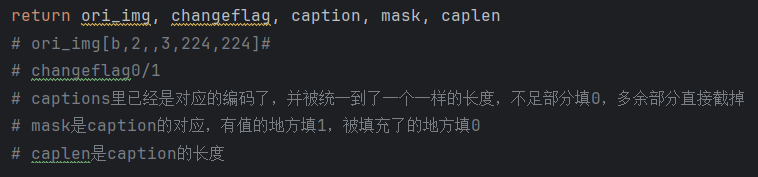 return ori_img, changeflag, caption, mask, caplen
# ori_img[b,2,,3,224,224]#
# changeflag0/1
# captions里已经是对应的编码了，并被统一到了一个一样的长度，不足部分填0，多余部分直接截掉
# mask是caption的对应，有值的地方填1，被填充了的地方填0
# caplen是caption的长度